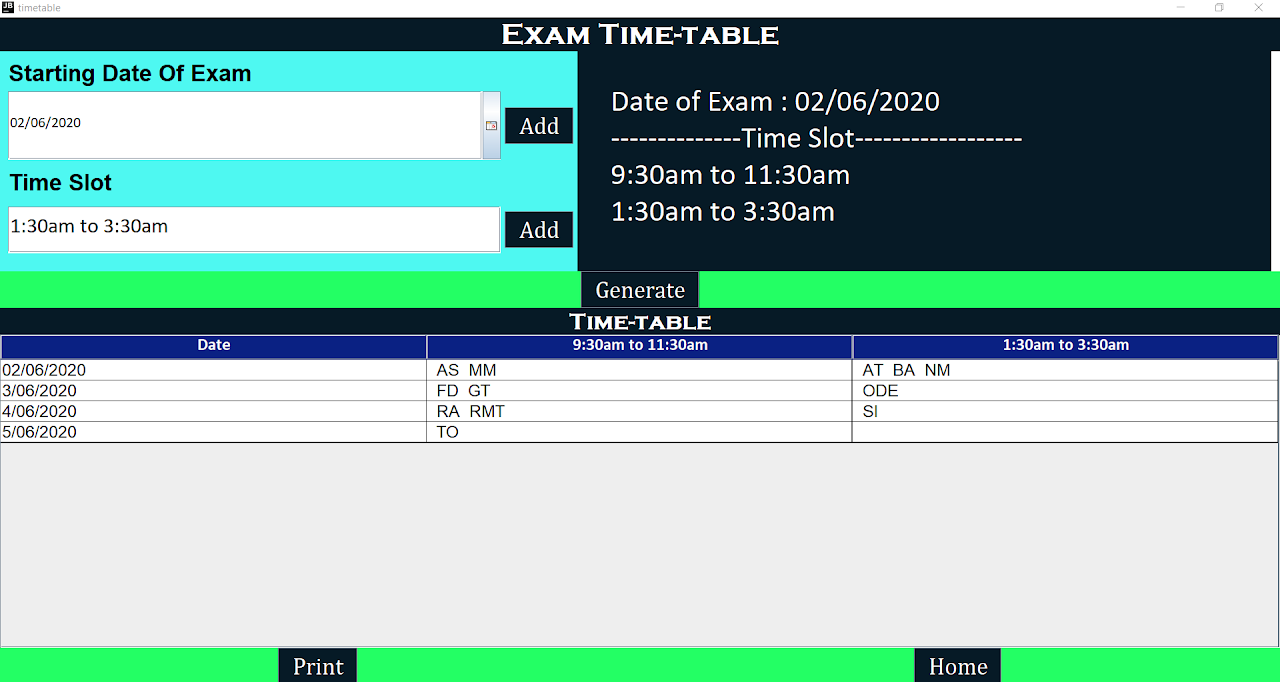 JB timetable
EXAM TIME-TABLE
Starting Date Of Exam
02/06/2020
Add
Time Slot
1:30am to 3:30am
Add
Date of Exam : 02/06/2020
--------------Time Slot------------------
9:30am to 11:30am
1:30am to 3:30am
Generate
TIME-TABLE
Date 9:30am to 11:30am 1:30am to 3:30am
02/06/2020 AS MM AT BA NM
3/06/2020 FD GT ODE
4/06/2020 RA RMT SI
5/06/2020 TO
Print Home